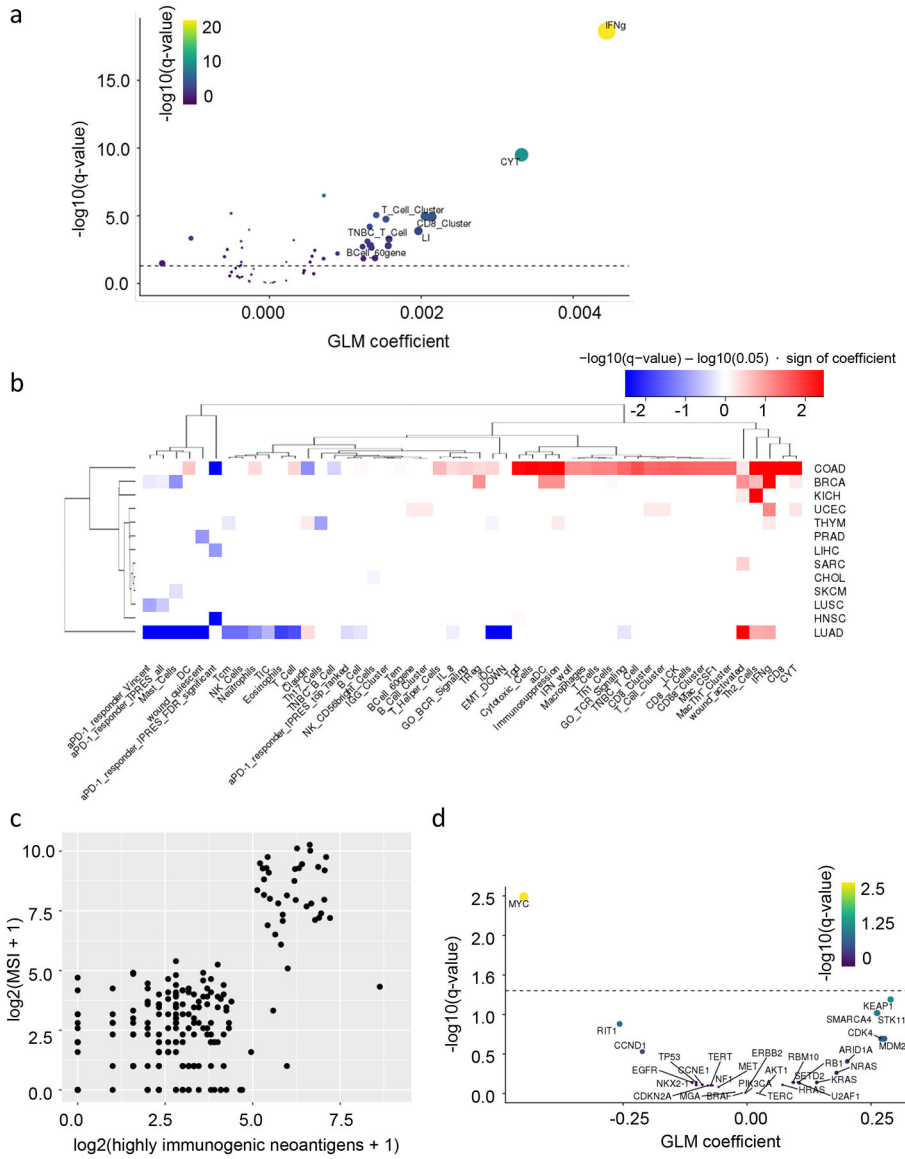 a
-log10(q-value)
20
10
0
IFNg
15.0
10.0
5.0
0.0
-log10(q-value)
CYT
T_Cell_Cluster
CD8_Cluster
TNBC_T_Cell
LI
BCell_60gene
0.000
0.002
0.004
GLM coefficient
b
−log10(q-value) – log10(0.05) · sign of coefficient
-2 -1 0 1 2
COAD
BRCA
KICH
UCEC
THYM
PRAD
LIHC
SARC
CHOL
SKCM
LUSC
HNSC
LUAD
aPD-1_responder_Vincent
aPD-1_responder_IPRES_all
Mast_Cells
DC
wound_quiescent
aPD-1_responder_IPRES_FDR_significant
Tcm
NK_Cells
Neutrophils
TIC
Eosinophils
T_Cell
Claudin
Th17_Cells
TNBC_B_Cell
aPD-1_responder_IPRES_top_ranked
B_Cell
NK_CD56bright_Cells
IGG_Cluster
Tem
BCell_60gene
B_Cell_Cluster
T_Helper_Cells
IL_8
GO_BCR_Signaling
TReg
iDC
EMT_DOWN
Tgd
Cytotoxic_Cells
aDC
Immunosuppression
IFN_wolf
Macrophages
B_Cells
Th1_Cells
GO_TCR_Signaling
TNBC_T_Cell
CD8_Cluster
T_Cell_Cluster
LCK
CD8_T_Cells
CD68_Cluster
Mac_CSF1
MacTh1_Cluster
wound_activated
Th2_Cells
IFNg
CD8
CYT
c
10.0
7.5
5.0
2.5
0.0
log2(MSI + 1)
0.0
2.5
5.0
7.5
log2(highly immunogenic neoantigens + 1)
d
-log10(q-value)
2.5
1.25
0
2.5
2.0
1.6
1.0
0.5
0.0
-log10(q-value)
MYC
KEAP1
SMARCA4
STK11
RIT1
CDK4
MDM2
CCND1
ARID1A
TP53
TERT
ERBB2
RBM10
RB1
NRAS
EGFR
CCNE1
MET
AKT1
SETD2
NKX2-1
NF1
PIK3CA
KRAS
HRAS
CDKN2A
MGA
BRAF
TERC
U2AF1
-0.25
0.00
0.25
GLM coefficient